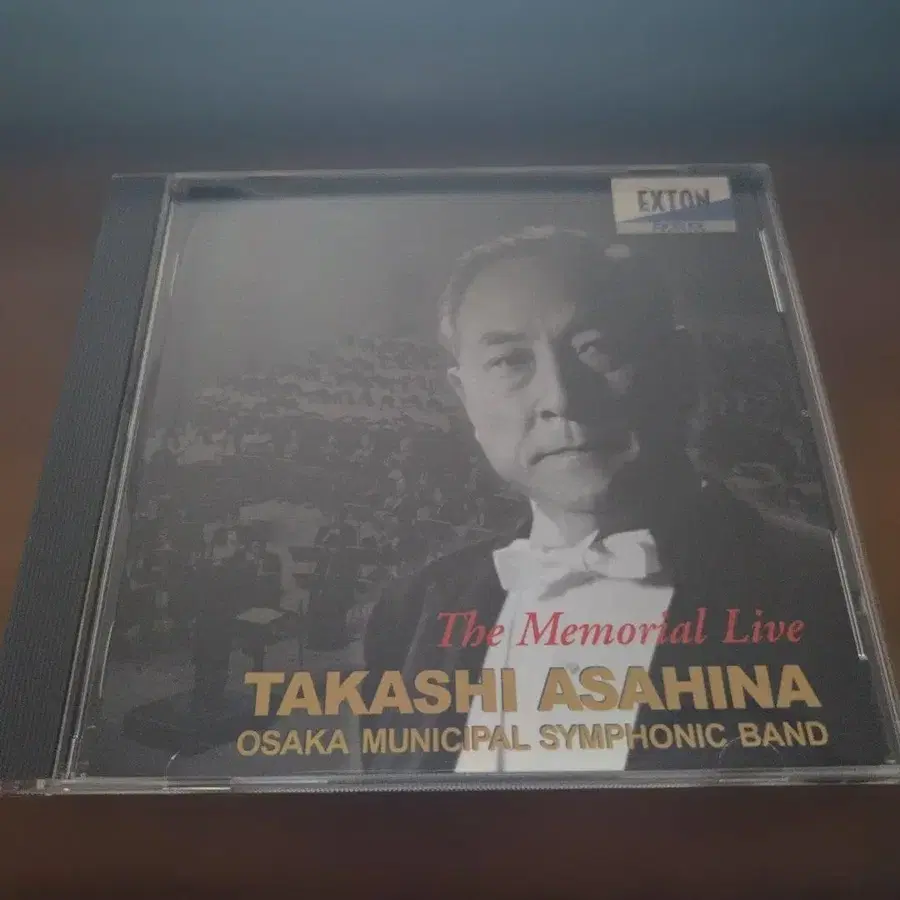 EXTON
The Memorial Live
TAKASHI ASAHINA
OSAKA MUNICIPAL SYMPHONIC BAND